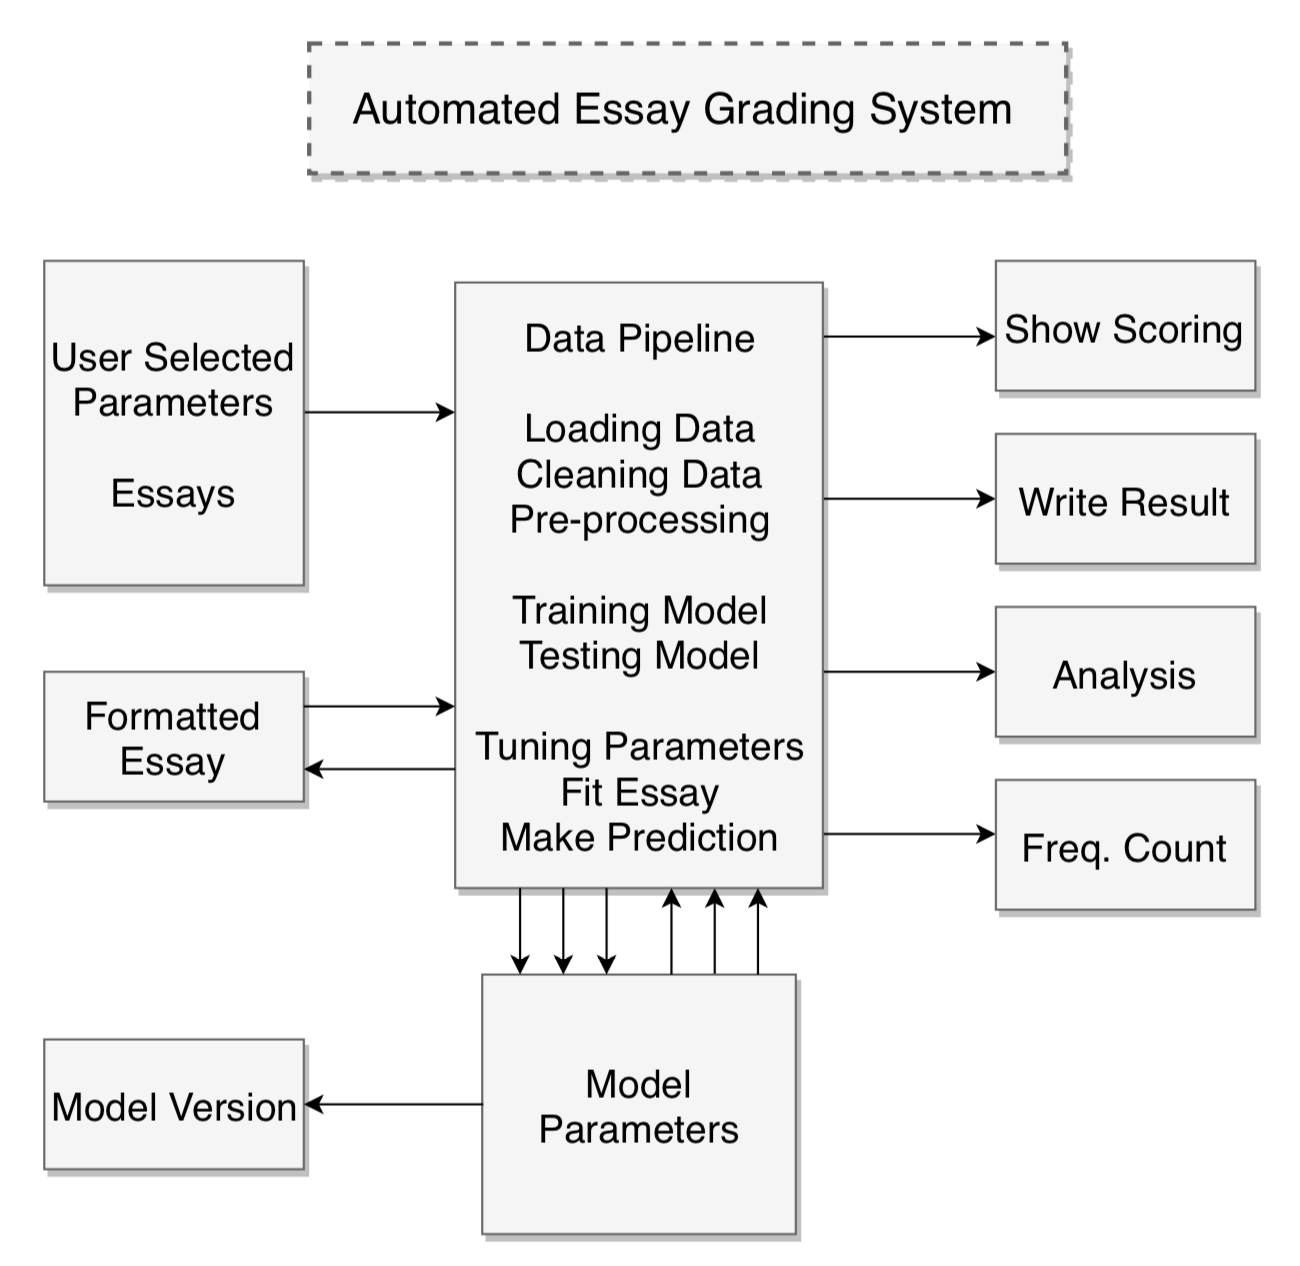 Automated Essay Grading System
User Selected
Parameters
Essays
Formatted
Essay
Model Version
Data Pipeline
Loading Data
Cleaning Data
Pre-processing
Training Model
Testing Model
Tuning Parameters
Fit Essay
Make Prediction
Model
Parameters
Show Scoring
Write Result
Analysis
Freq. Count